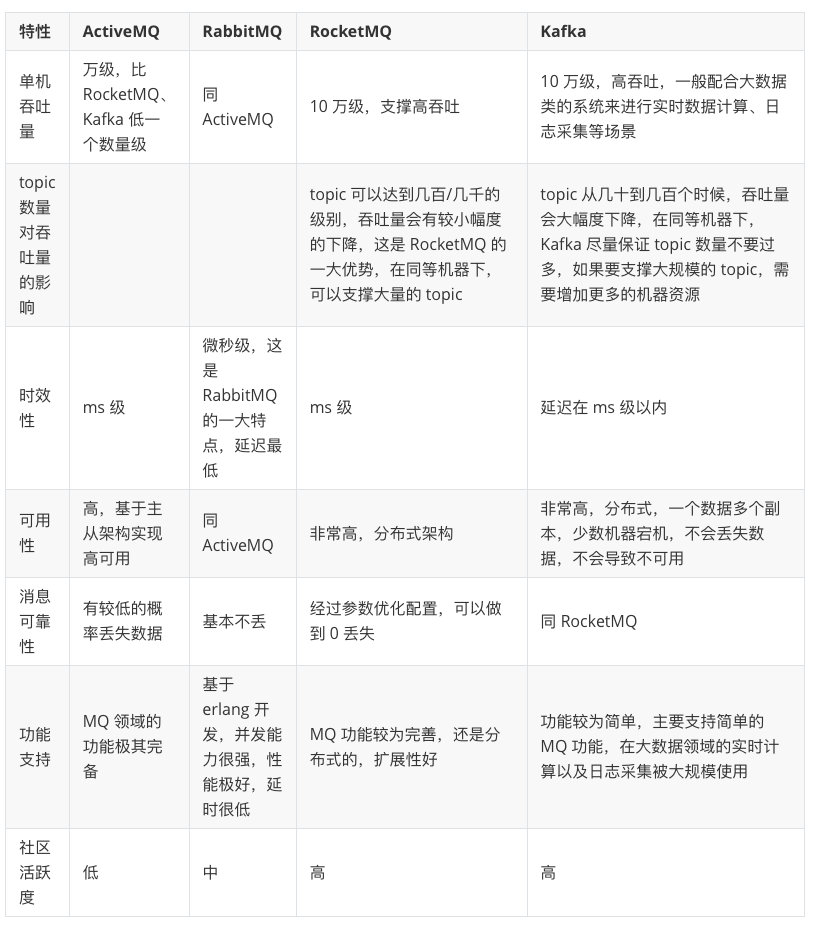 特性
ActiveMQ
RabbitMQ
RocketMQ
Kafka
单机
吞吐
量
万级，比
RocketMQ、
Kafka 低一
个数量级
同
ActiveMQ
10 万级，支撑高吞吐
10 万级，高吞吐，一般配合大数据
类的系统来进行实时数据计算、日
志采集等场景
topic
数量
对吞
吐量
的影
响
topic 可以达到几百/几千的
级别，吞吐量会有较小幅度
的下降，这是 RocketMQ 的
一大优势，在同等机器下，
可以支撑大量的 topic
topic 从几十到几百个时候，吞吐量
会大幅度下降，在同等机器下，
Kafka 尽量保证 topic 数量不要过
多，如果要支撑大规模的 topic，需
要增加更多的机器资源
时效
性
ms 级
微秒级，这
是
RabbitMQ
的一大特
点，延迟最
低
ms 级
延迟在 ms 级以内
可用
性
高，基于主
从架构实现
高可用
同
ActiveMQ
非常高，分布式架构
非常高，分布式，一个数据多个副
本，少数机器宕机，不会丢失数
据，不会导致不可用
消息
可靠
性
有较低的概
率丢失数据
基本不丢
经过参数优化配置，可以做
到 0 丢失
同 RocketMQ
功能
支持
MQ 领域的
功能极其完
备
基于
erlang 开
发，并发能
力很强，性
能极好，延
时很低
MQ 功能较为完善，还是分
布式的，扩展性好
功能较为简单，主要支持简单的
MQ 功能，在大数据领域的实时计
算以及日志采集被大规模使用
社区
活跃
度
低
中
高
高